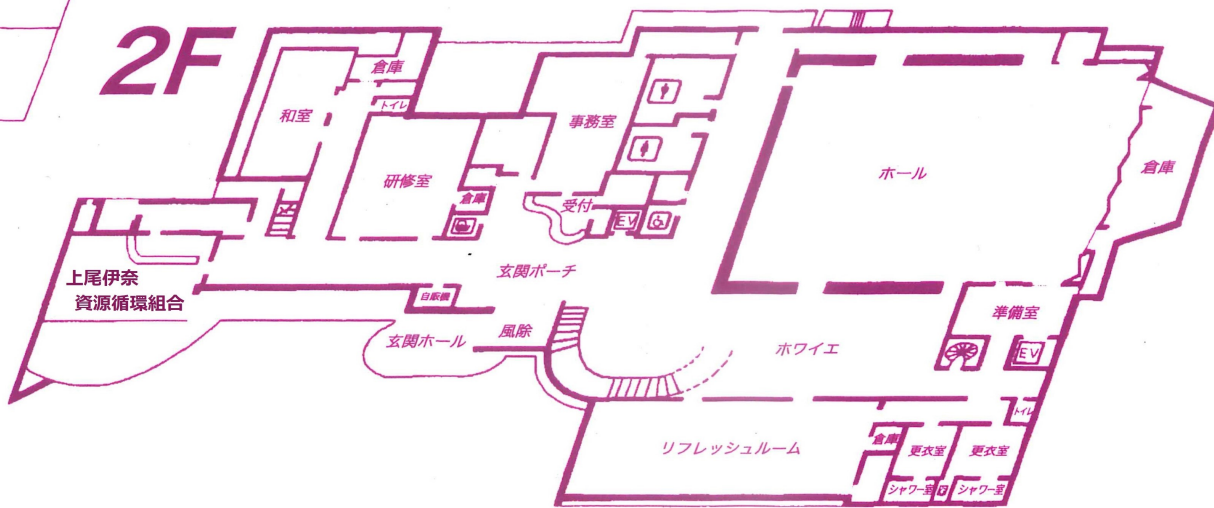 2F
倉庫
トイレ
和室
事務室
ホール
倉庫
研修室
倉庫
受付
EV
上尾伊奈
資源循環組合
玄関ポーチ
自販機
準備室
風除
玄関ホール
ホワイエ
EV
トイレ
リフレッシュルーム
倉庫
更衣室
更衣室
シャワー室
シャワー室